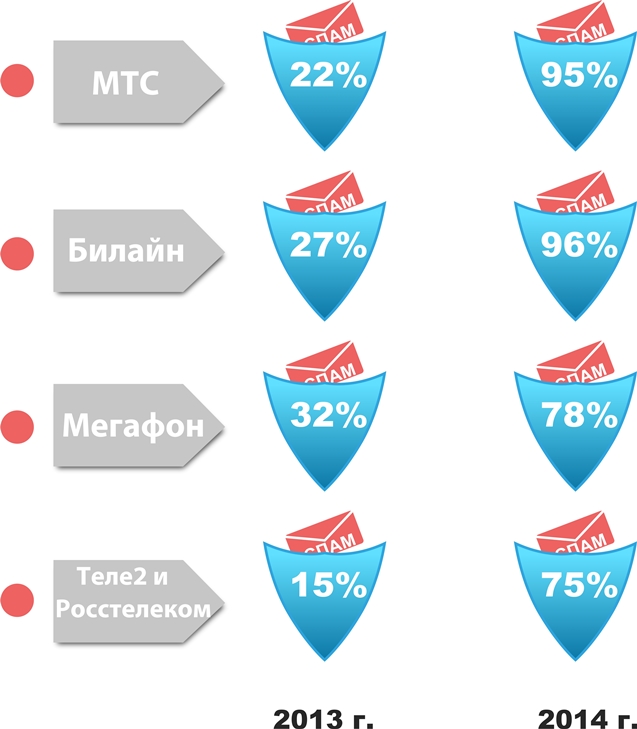 СПАМ СПАМ
МТС 22% 95%
СПАМ СПАМ
Билайн 27% 96%
СПАМ СПАМ
Мегафон 32% 78%
СПАМ СПАМ
Теле2 и
Росстелеком 15% 75%
2013 г. 2014 г.